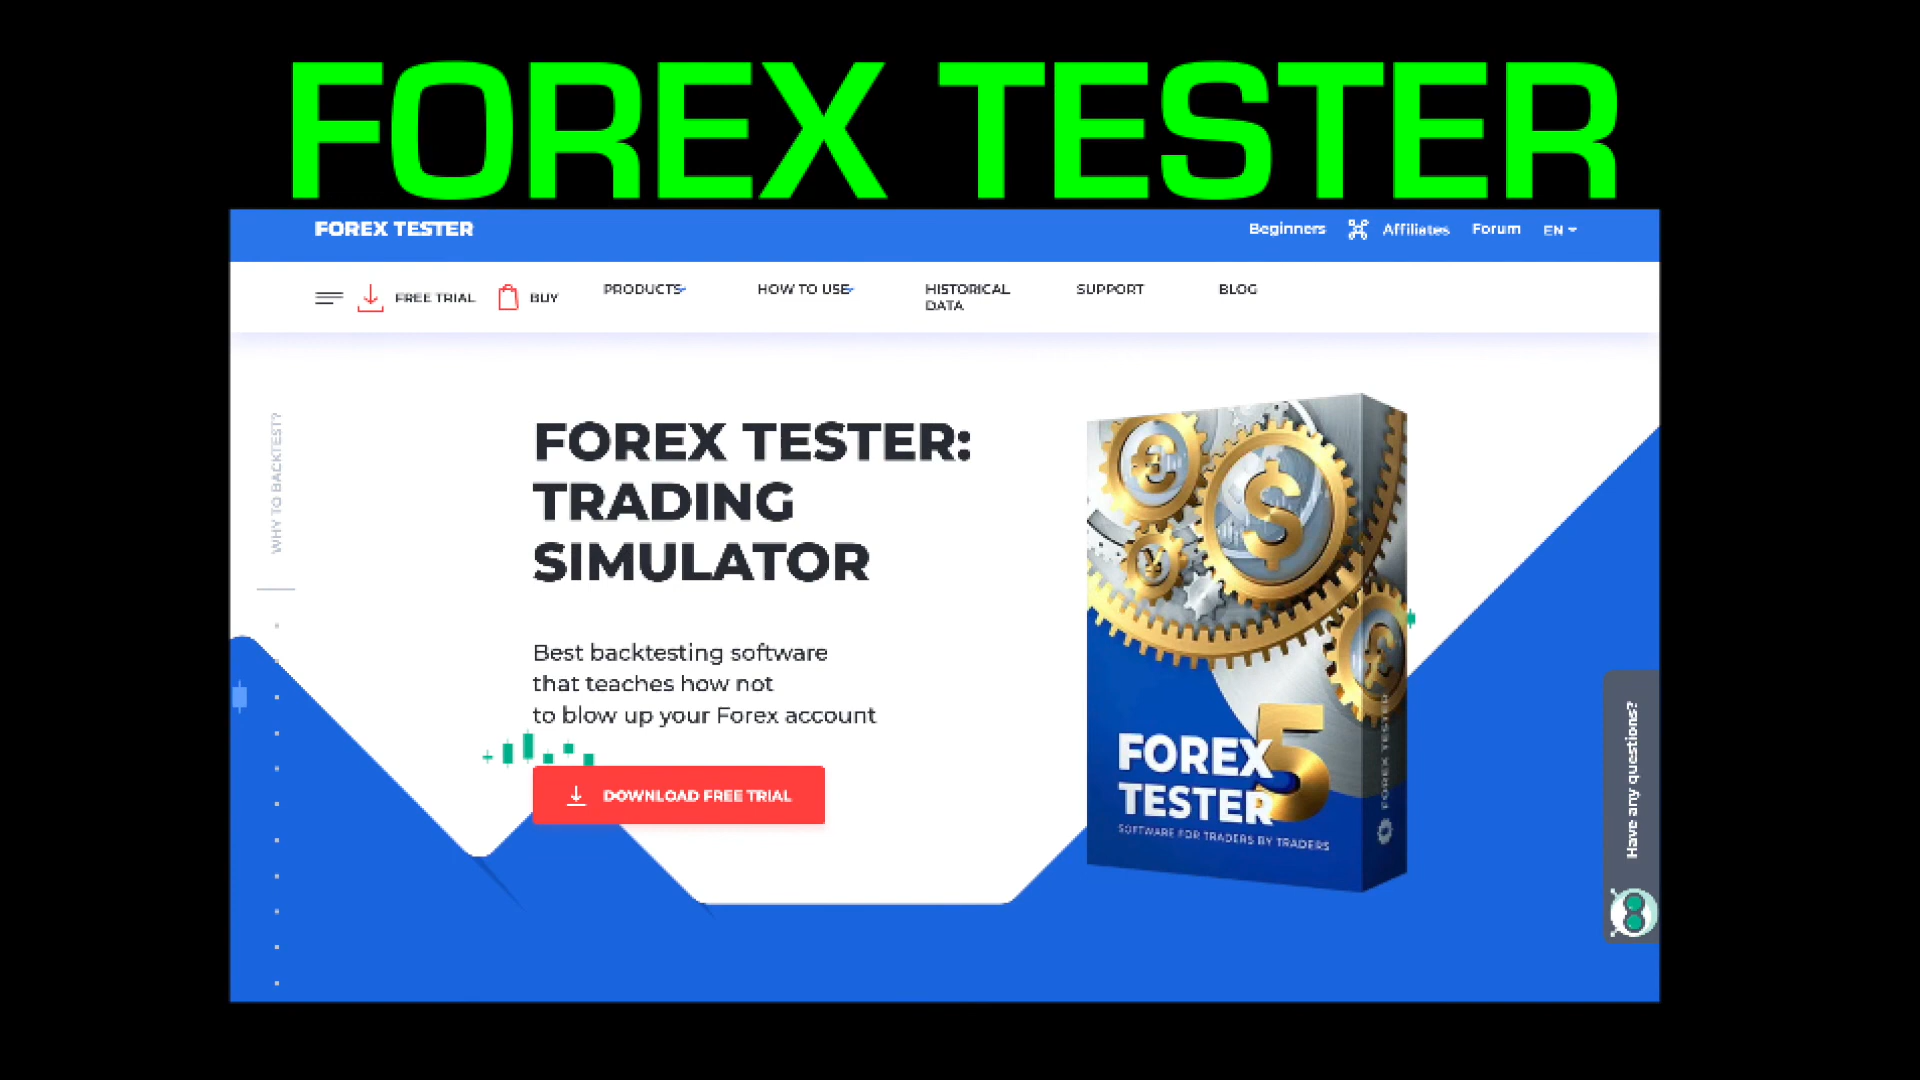 FOREX TESTER
FOREX TESTER
Beginners
Affiliates
Forum
EN
FREE TRIAL
BUY
PRODUCTS
HOW TO USE
HISTORICAL
DATA
SUPPORT
BLOG
WHY TO BACKTEST?
FOREX TESTER:
TRADING
SIMULATOR
Best backtesting software
that teaches how not
to blow up your Forex account
DOWNLOAD FREE TRIAL
€
$
¥
£
FOREX
TESTER
5
SOFTWARE FOR TRADERS BY TRADERS
FOREX TESTER
Have any questions?